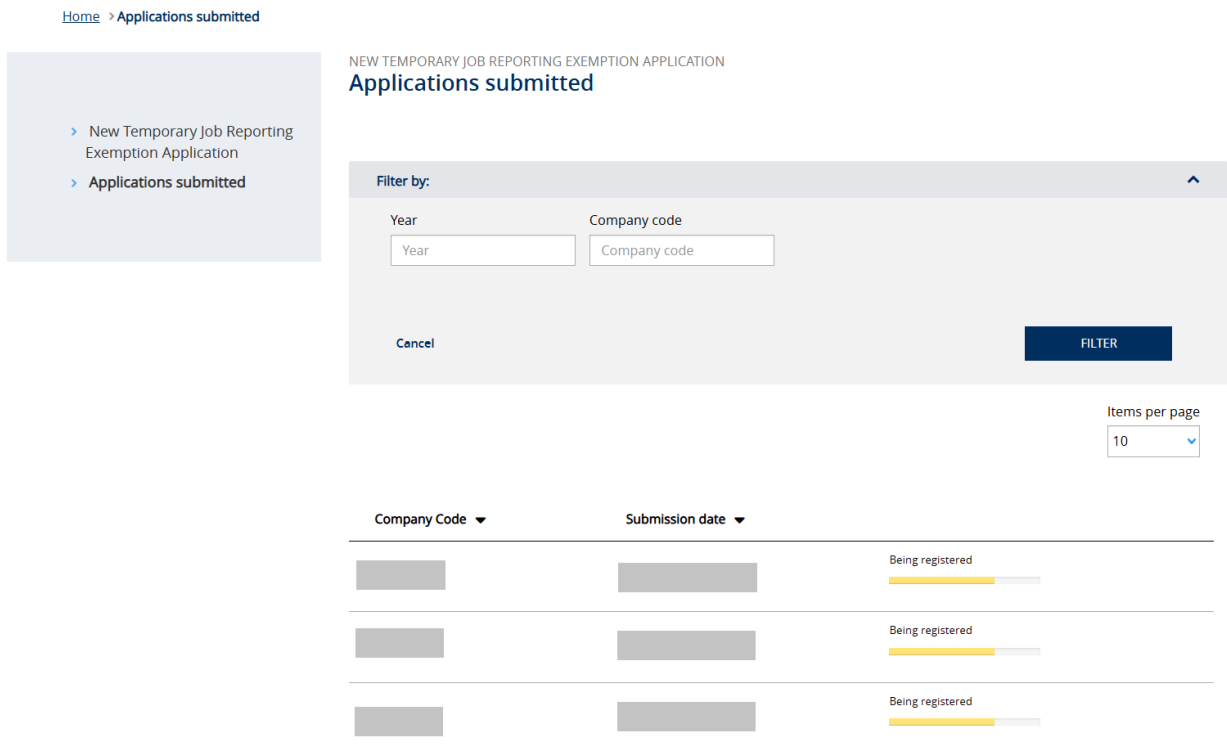 Home > Applications submitted
New Temporary Job Reporting
Exemption Application
Applications submitted
NEW TEMPORARY JOB REPORTING EXEMPTION APPLICATION
Applications submitted
Filter by:
Year Company code
Year Company code
Cancel FILTER
Items per page
10
Company Code Submission date
Being registered
Being registered
Being registered